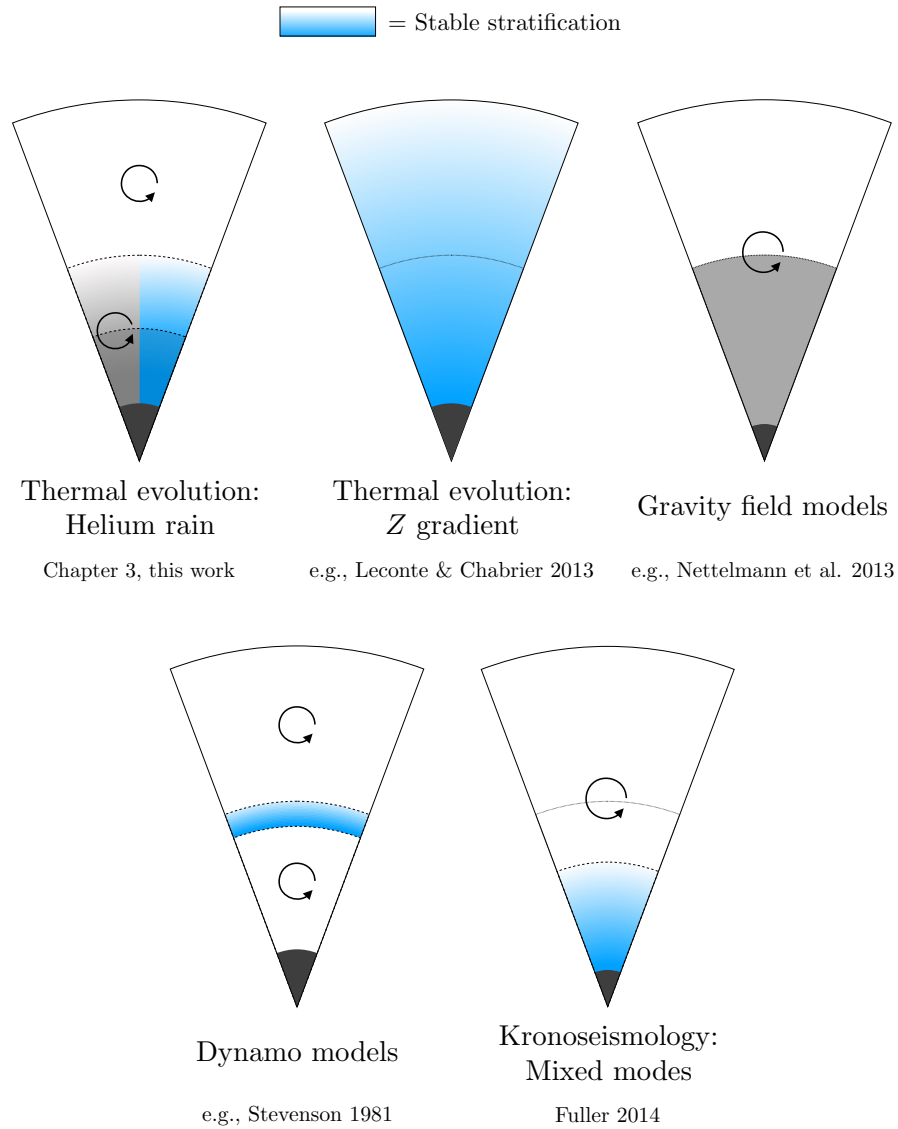 = Stable stratification
Thermal evolution:
Helium rain
Chapter 3, this work
Thermal evolution:
Z gradient
e.g., Leconte & Chabrier 2013
Gravity field models
e.g., Nettelmann et al. 2013
Dynamo models
e.g., Stevenson 1981
Kronoseismology:
Mixed modes
Fuller 2014